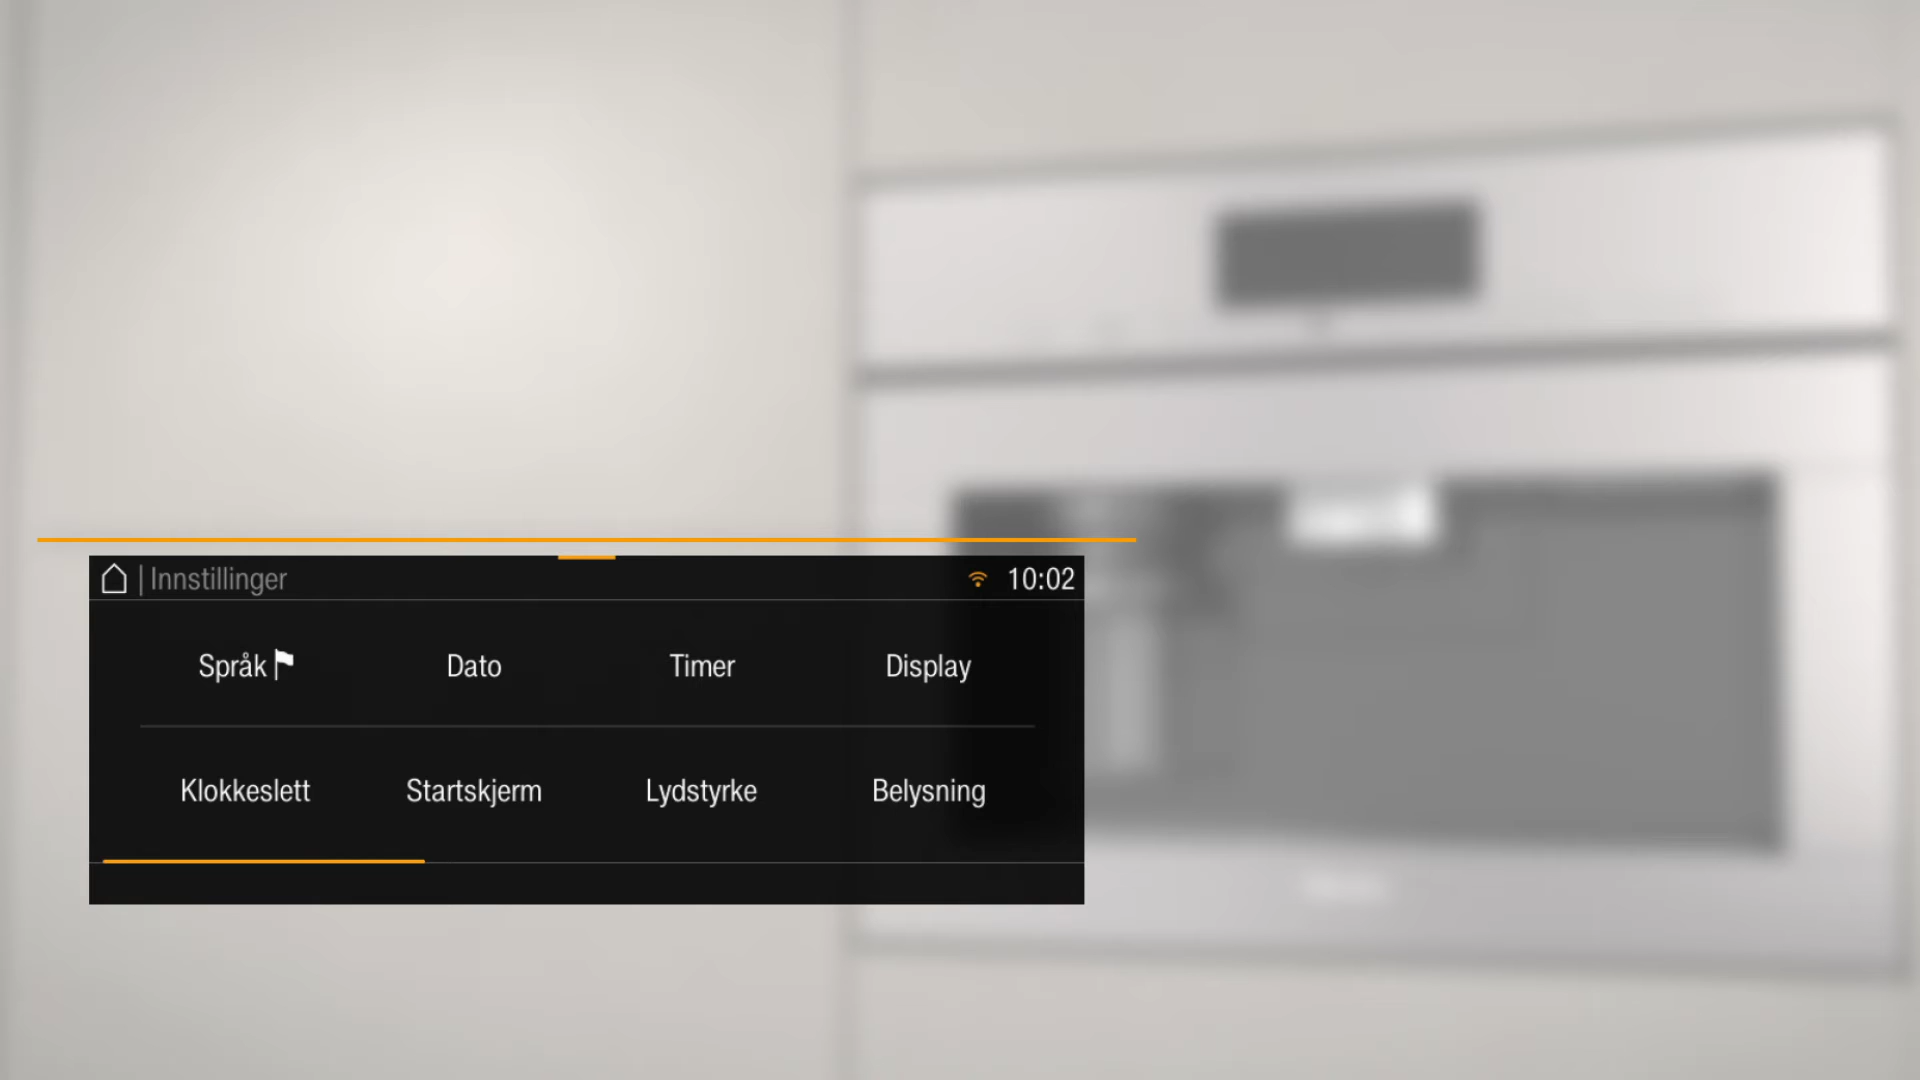 | Innstillinger 10:02
Språk Dato Timer Display
Klokkeslett Startskjerm Lydstyrke Belysning